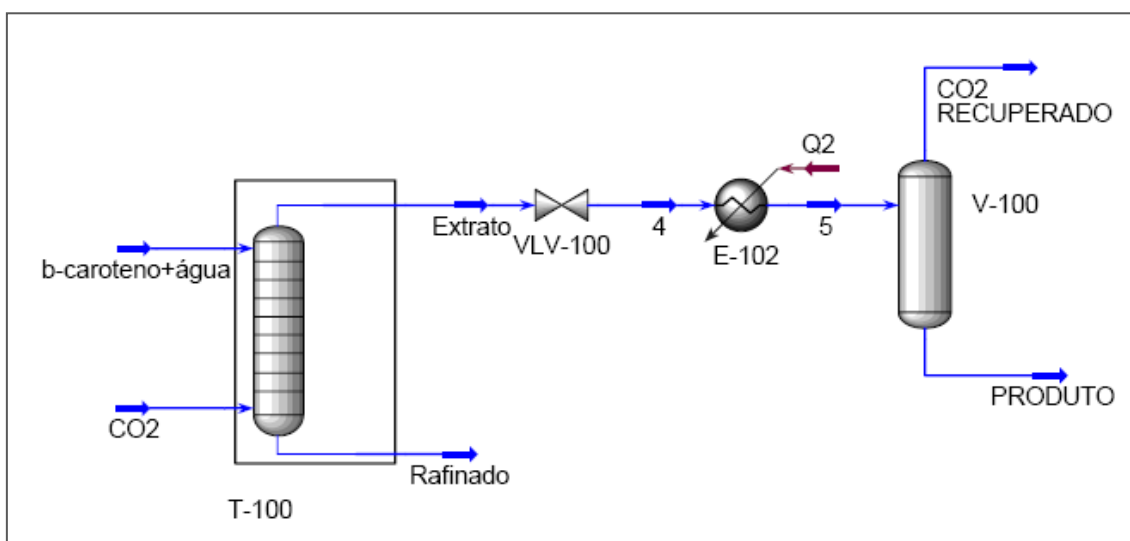 CO2
RECUPERADO
Q2
V-100
Extrato
VLV-100
4
E-102
5
b-caroteno+água
CO2
PRODUTO
Rafinado
T-100